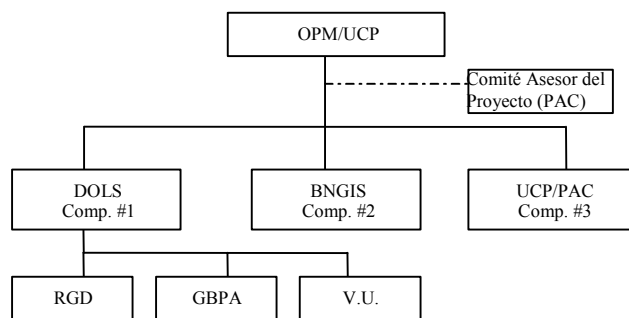 OPM/UCP
Comité Asesor del
Proyecto (PAC)
DOLS
Comp. #1
BNGIS
Comp. #2
UCP/PAC
Comp. #3
RGD
GBPA
V.U.